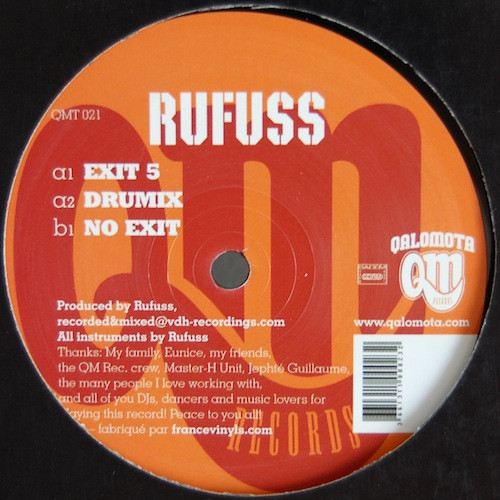 QMT 021
RUFUSS
a1 EXIT 5
a2 DRUMIX
b1 NO EXIT
QALOMOTA
QM
www.qalomota.com
Produced by Rufuss,
recorded&mixed@vdh-recordings.com
All instruments by Rufuss
Thanks: My family, Eunice, my friends,
the QM Rec. crew, Master-H Unit, Jephté Guillaume,
the many people I love working with,
and all of you DJs, dancers and music lovers for
laying this record! Peace to you all!
– fabriqué par francevinyls.com
RECORDS